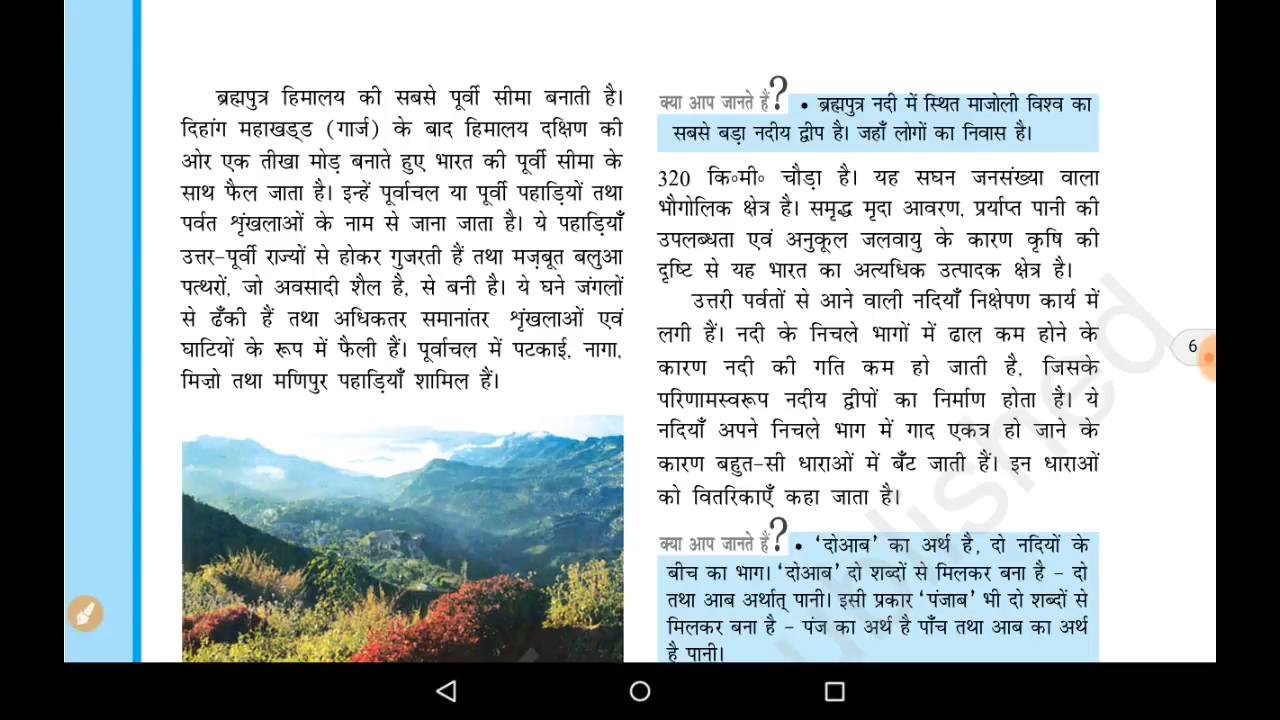 ब्रह्मपुत्र हिमालय की सबसे पूर्वी सीमा बनाती है।
दिहांग महाखड्ड (गार्ज) के बाद हिमालय दक्षिण की
ओर एक तीखा मोड़ बनाते हुए भारत की पूर्वी सीमा के
साथ फैल जाता है। इन्हें पूर्वाचल या पूर्वी पहाड़ियों तथा
पर्वत शृंखलाओं के नाम से जाना जाता है। ये पहाड़ियाँ
उत्तर-पूर्वी राज्यों से होकर गुजरती हैं तथा मज़बूत बलुआ
पत्थरों, जो अवसादी शैल है, से बनी है। ये घने जंगलों
से ढँकी हैं तथा अधिकतर समानांतर शृंखलाओं एवं
घाटियों के रूप में फैली हैं। पूर्वाचल में पटकाई, नागा,
मिज़ो तथा मणिपुर पहाड़ियाँ शामिल हैं।
क्या आप जानते हैं? • ब्रह्मपुत्र नदी में स्थित माजोली विश्व का
सबसे बड़ा नदीय द्वीप है। जहाँ लोगों का निवास है।
320 कि॰मी॰ चौड़ा है। यह सघन जनसंख्या वाला
भौगोलिक क्षेत्र है। समृद्ध मृदा आवरण, प्रर्याप्त पानी की
उपलब्धता एवं अनुकूल जलवायु के कारण कृषि की
दृष्टि से यह भारत का अत्यधिक उत्पादक क्षेत्र है।
उत्तरी पर्वतों से आने वाली नदियाँ निक्षेपण कार्य में
लगी हैं। नदी के निचले भागों में ढाल कम होने के
कारण नदी की गति कम हो जाती है, जिसके
परिणामस्वरूप नदीय द्वीपों का निर्माण होता है। ये
नदियाँ अपने निचले भाग में गाद एकत्र हो जाने के
कारण बहुत-सी धाराओं में बँट जाती हैं। इन धाराओं
को वितरिकाएँ कहा जाता है।
क्या आप जानते हैं? • ‘दोआब’ का अर्थ है, दो नदियों के
बीच का भाग। ‘दोआब’ दो शब्दों से मिलकर बना है – दो
तथा आब अर्थात् पानी। इसी प्रकार ‘पंजाब’ भी दो शब्दों से
मिलकर बना है – पंज का अर्थ है पाँच तथा आब का अर्थ
है पानी।
6